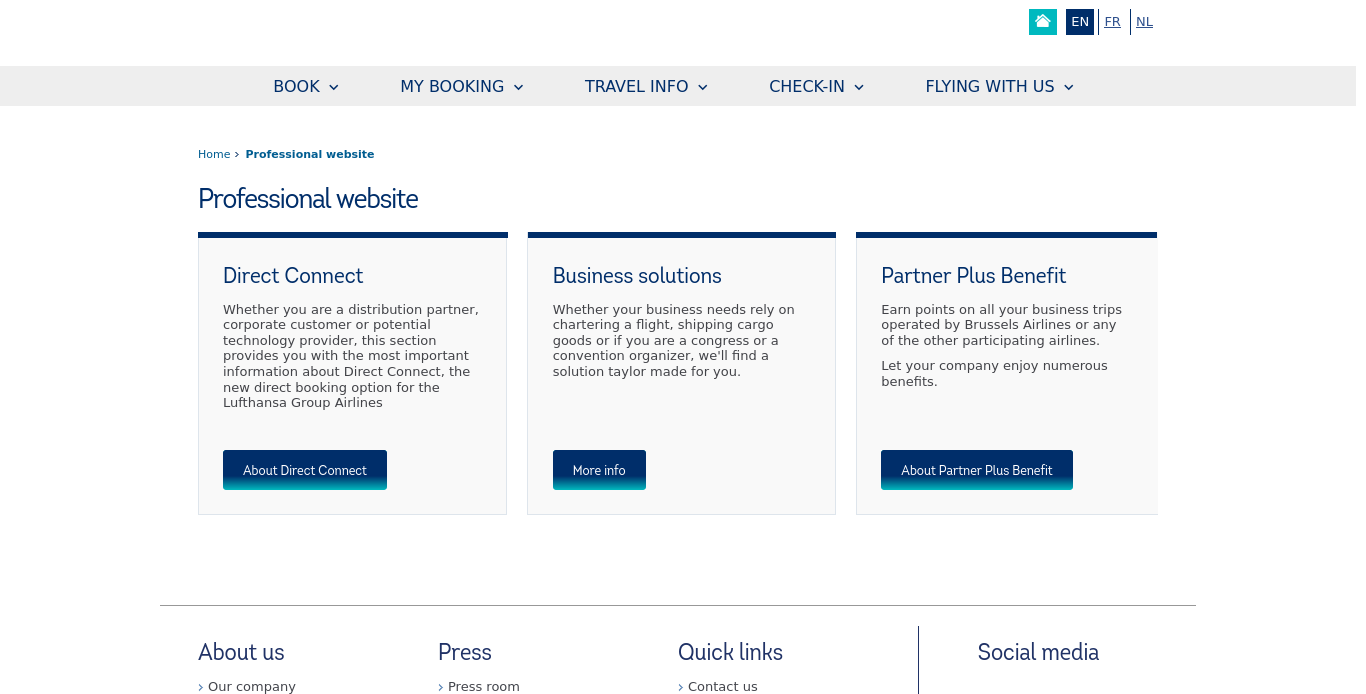 EN FR NL
BOOK MY BOOKING TRAVEL INFO CHECK-IN FLYING WITH US
Home › Professional website
Professional website
Direct Connect
Whether you are a distribution partner,
corporate customer or potential
technology provider, this section
provides you with the most important
information about Direct Connect, the
new direct booking option for the
Lufthansa Group Airlines
About Direct Connect
Business solutions
Whether your business needs rely on
chartering a flight, shipping cargo
goods or if you are a congress or a
convention organizer, we'll find a
solution taylor made for you.
More info
Partner Plus Benefit
Earn points on all your business trips
operated by Brussels Airlines or any
of the other participating airlines.
Let your company enjoy numerous
benefits.
About Partner Plus Benefit
About us
› Our company
Press
› Press room
Quick links
› Contact us
Social media